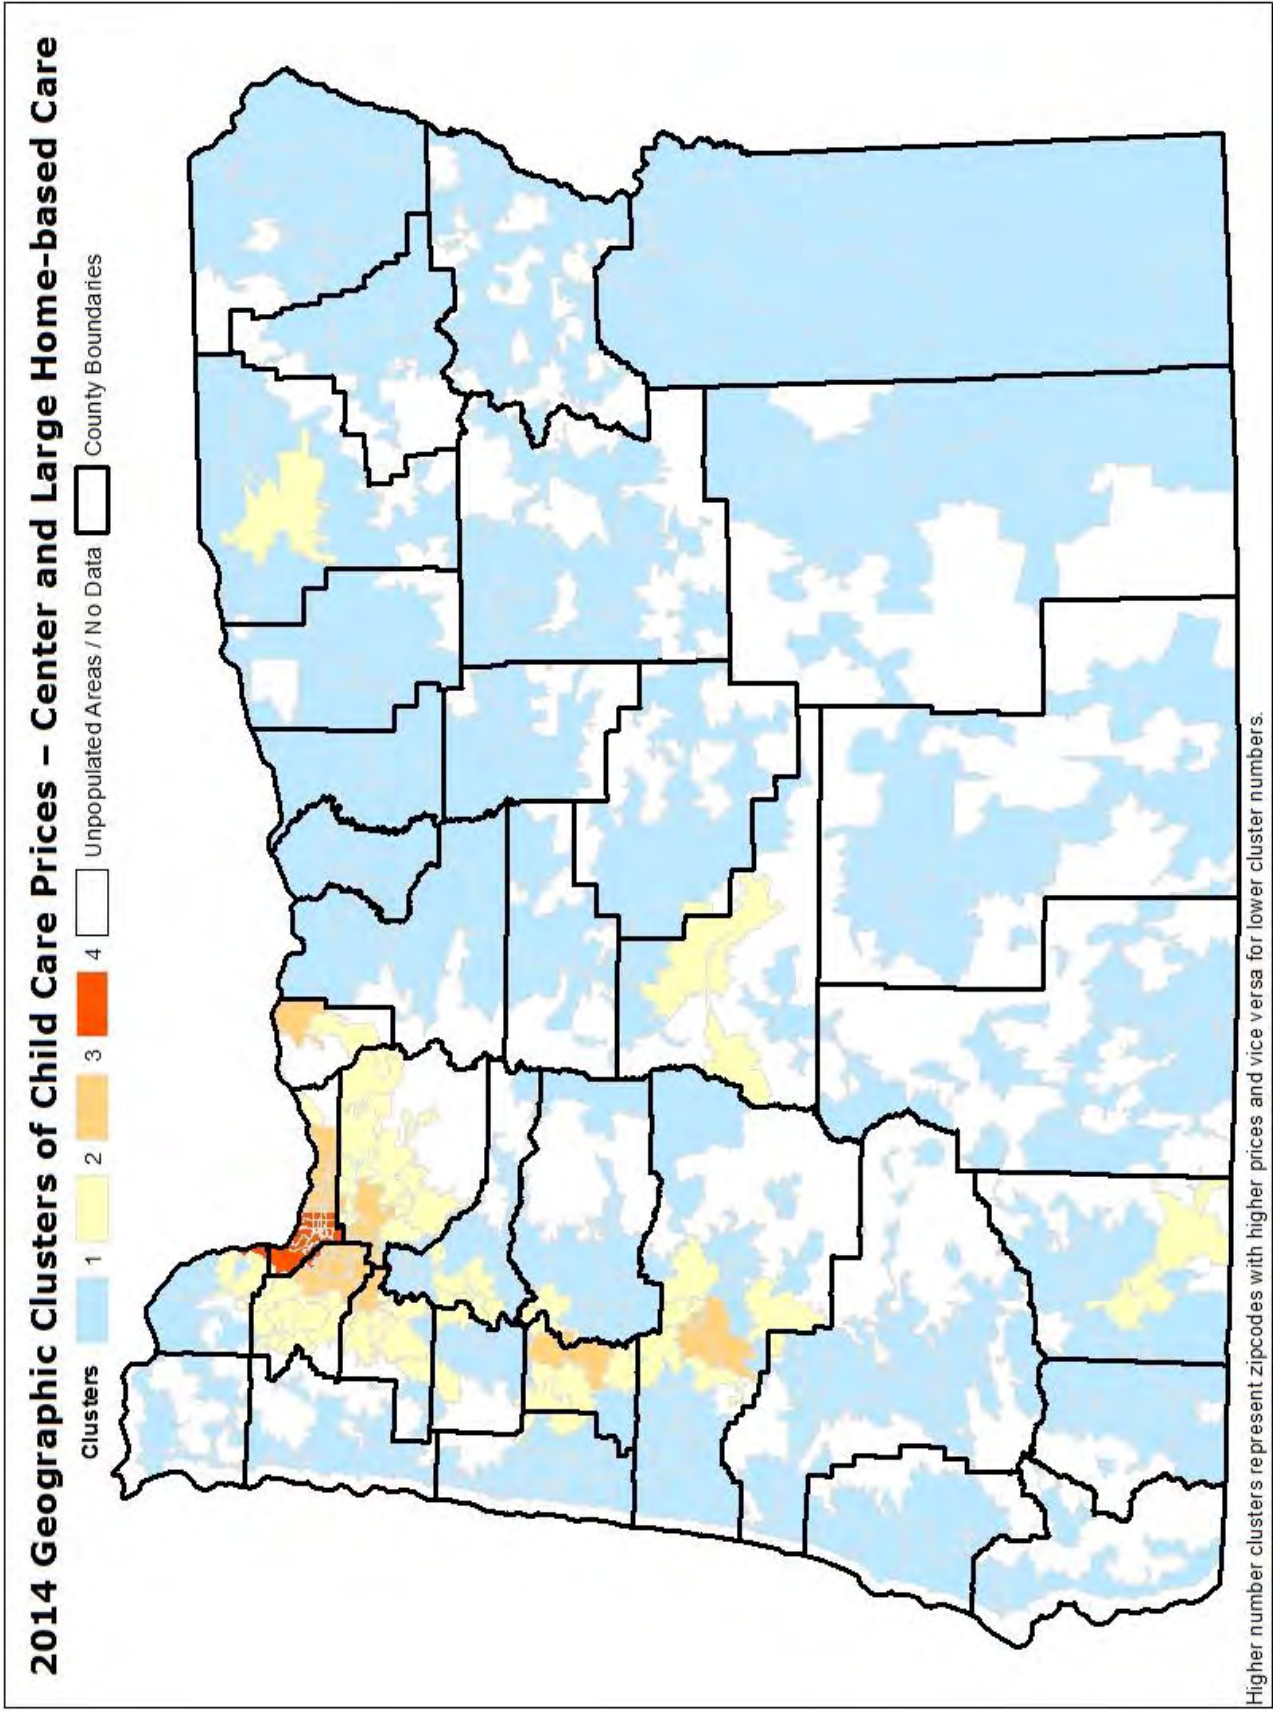 2014 Geographic Clusters of Child Care Prices – Center and Large Home-based Care
Clusters 1 2 3 4 Unpopulated Areas / No Data County Boundaries
Higher number clusters represent zipcodes with higher prices and vice versa for lower cluster numbers.